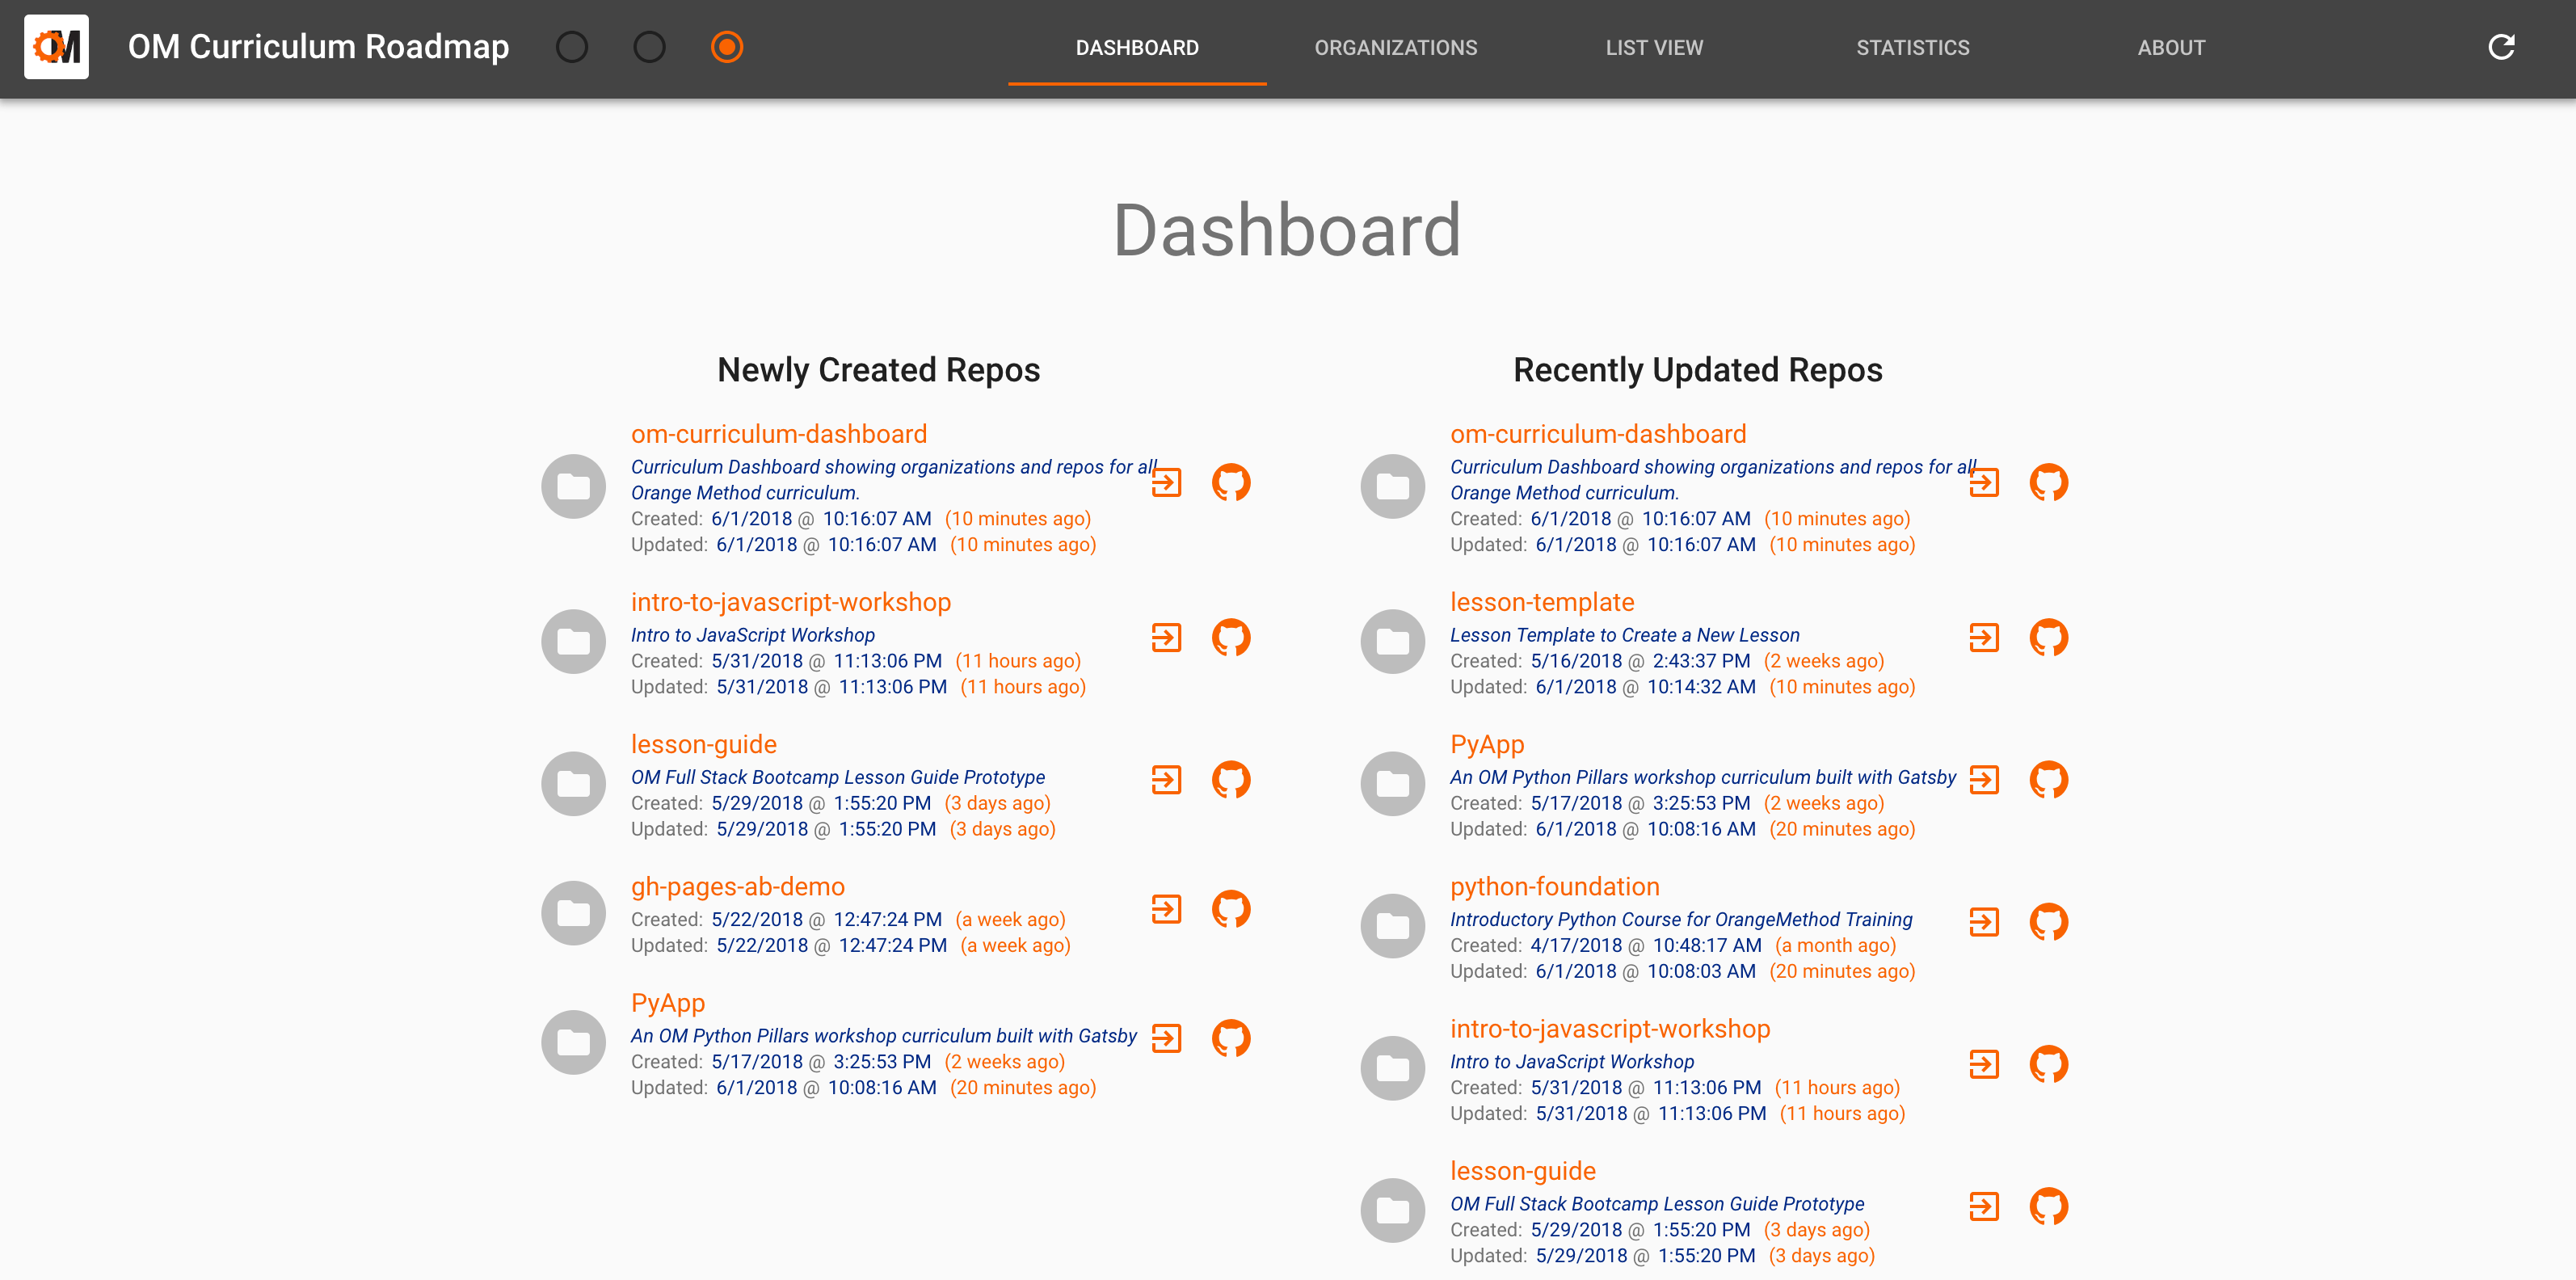 OM
OM Curriculum Roadmap
DASHBOARD
ORGANIZATIONS
LIST VIEW
STATISTICS
ABOUT
Dashboard
Newly Created Repos
om-curriculum-dashboard
Curriculum Dashboard showing organizations and repos for all
Orange Method curriculum.
Created: 6/1/2018 @ 10:16:07 AM (10 minutes ago)
Updated: 6/1/2018 @ 10:16:07 AM (10 minutes ago)
intro-to-javascript-workshop
Intro to JavaScript Workshop
Created: 5/31/2018 @ 11:13:06 PM (11 hours ago)
Updated: 5/31/2018 @ 11:13:06 PM (11 hours ago)
lesson-guide
OM Full Stack Bootcamp Lesson Guide Prototype
Created: 5/29/2018 @ 1:55:20 PM (3 days ago)
Updated: 5/29/2018 @ 1:55:20 PM (3 days ago)
gh-pages-ab-demo
Created: 5/22/2018 @ 12:47:24 PM (a week ago)
Updated: 5/22/2018 @ 12:47:24 PM (a week ago)
PyApp
An OM Python Pillars workshop curriculum built with Gatsby
Created: 5/17/2018 @ 3:25:53 PM (2 weeks ago)
Updated: 6/1/2018 @ 10:08:16 AM (20 minutes ago)
Recently Updated Repos
om-curriculum-dashboard
Curriculum Dashboard showing organizations and repos for all
Orange Method curriculum.
Created: 6/1/2018 @ 10:16:07 AM (10 minutes ago)
Updated: 6/1/2018 @ 10:16:07 AM (10 minutes ago)
lesson-template
Lesson Template to Create a New Lesson
Created: 5/16/2018 @ 2:43:37 PM (2 weeks ago)
Updated: 6/1/2018 @ 10:14:32 AM (10 minutes ago)
PyApp
An OM Python Pillars workshop curriculum built with Gatsby
Created: 5/17/2018 @ 3:25:53 PM (2 weeks ago)
Updated: 6/1/2018 @ 10:08:16 AM (20 minutes ago)
python-foundation
Introductory Python Course for OrangeMethod Training
Created: 4/17/2018 @ 10:48:17 AM (a month ago)
Updated: 6/1/2018 @ 10:08:03 AM (20 minutes ago)
intro-to-javascript-workshop
Intro to JavaScript Workshop
Created: 5/31/2018 @ 11:13:06 PM (11 hours ago)
Updated: 5/31/2018 @ 11:13:06 PM (11 hours ago)
lesson-guide
OM Full Stack Bootcamp Lesson Guide Prototype
Created: 5/29/2018 @ 1:55:20 PM (3 days ago)
Updated: 5/29/2018 @ 1:55:20 PM (3 days ago)